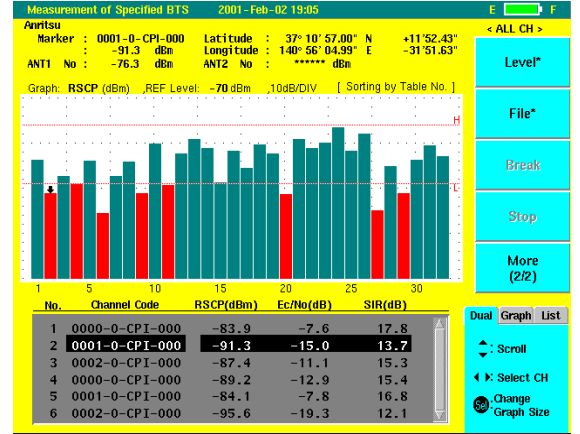 Measurement of Specified BTS 2001-Feb-02 19:05 E F
Anritsu < ALL CH >
Marker : 0001-0-CPI-000 Latitude : 37° 10' 57.00" N +11'52.43"
: -91.3 dBm Longitude : 140° 56' 04.99" E -31'51.63"
ANT1 No : -76.3 dBm ANT2 No : ****** dBm
Level*
Graph: RSCP (dBm) ,REF Level: -70 dBm ,10dB/DIV [ Sorting by Table No. ]
H
File*
Break
L
Stop
More
(2/2)
1 5 10 15 20 25 30
No. Channel Code RSCP(dBm) Ec/No(dB) SIR(dB)
Dual Graph List
1 0000-0-CPI-000 -83.9 -7.6 17.8
2 0001-0-CPI-000 -91.3 -15.0 13.7
3 0002-0-CPI-000 -87.4 -11.1 15.3
4 0000-0-CPI-000 -89.2 -12.9 15.4
5 0001-0-CPI-000 -84.1 -7.8 16.8
6 0002-0-CPI-000 -95.6 -19.3 12.1
: Scroll
: Select CH
Sel :Change
Graph Size